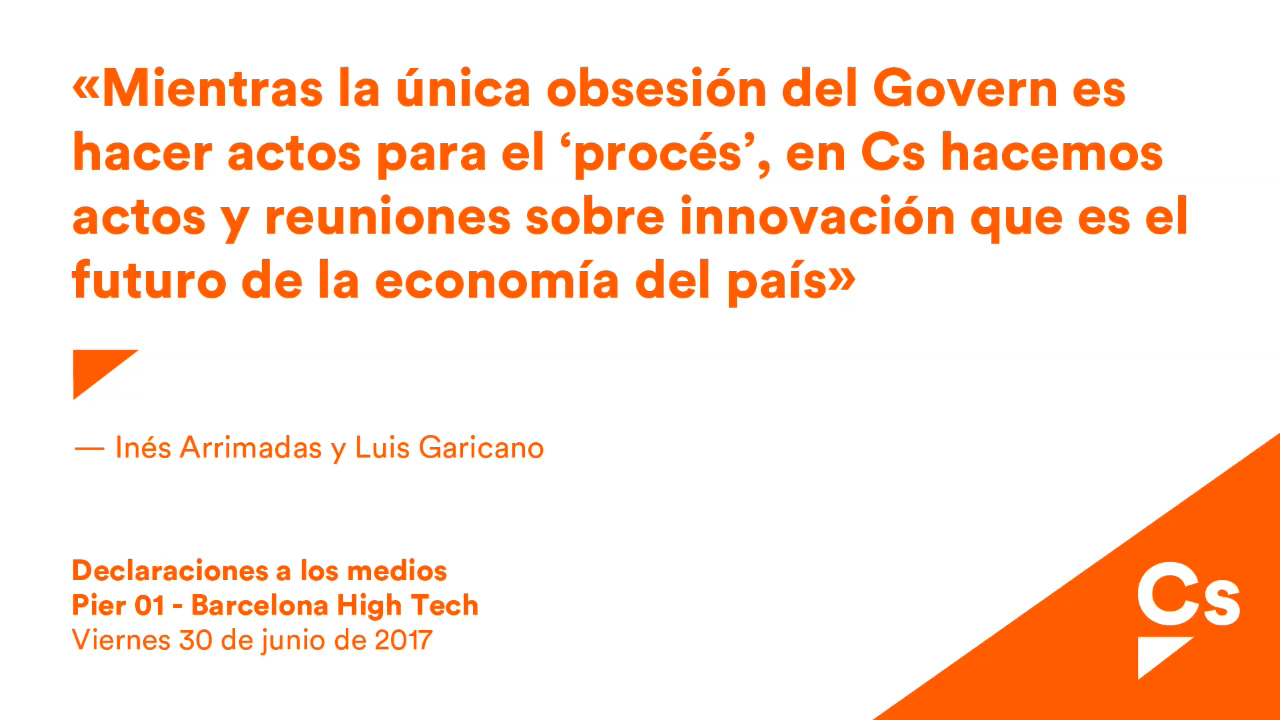 «Mientras la única obsesión del Govern es
hacer actos para el ‘procés’, en Cs hacemos
actos y reuniones sobre innovación que es el
futuro de la economía del país»
— Inés Arrimadas y Luis Garicano
Declaraciones a los medios
Pier 01 - Barcelona High Tech
Viernes 30 de junio de 2017
Cs